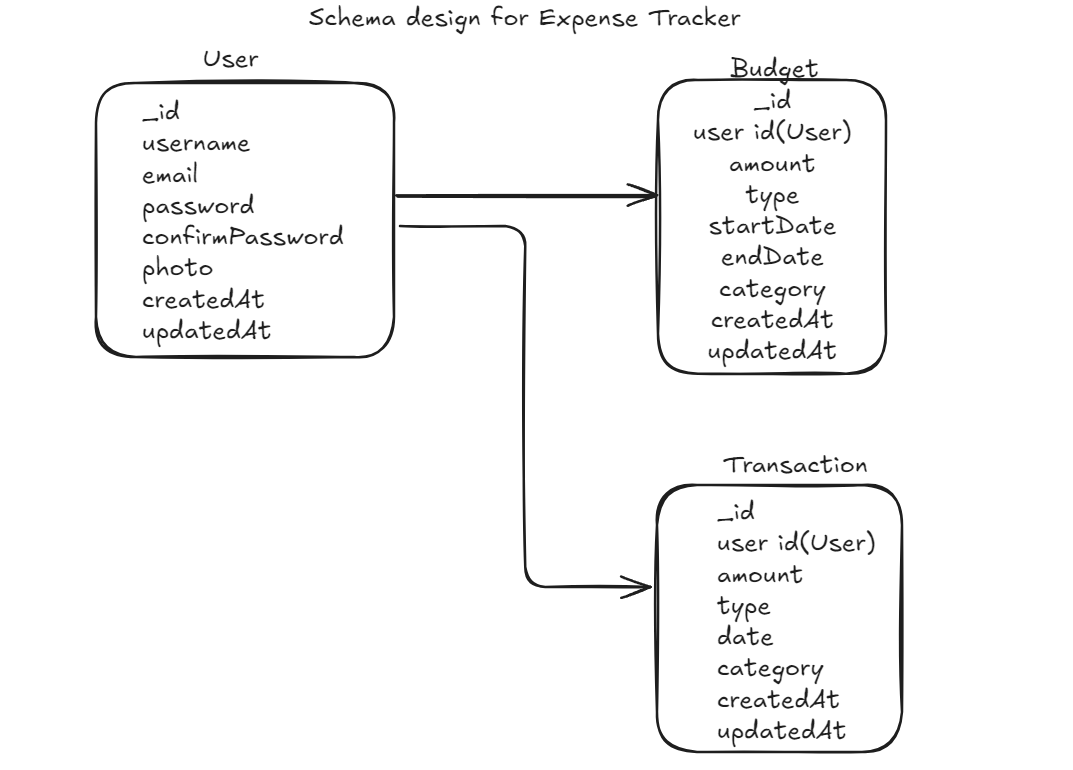 Schema design for Expense Tracker
User
_id
username
email
password
confirmPassword
photo
createdAt
updatedAt
Budget
_id
user id(User)
amount
type
startDate
endDate
category
createdAt
updatedAt
Transaction
_id
user id(User)
amount
type
date
category
createdAt
updatedAt